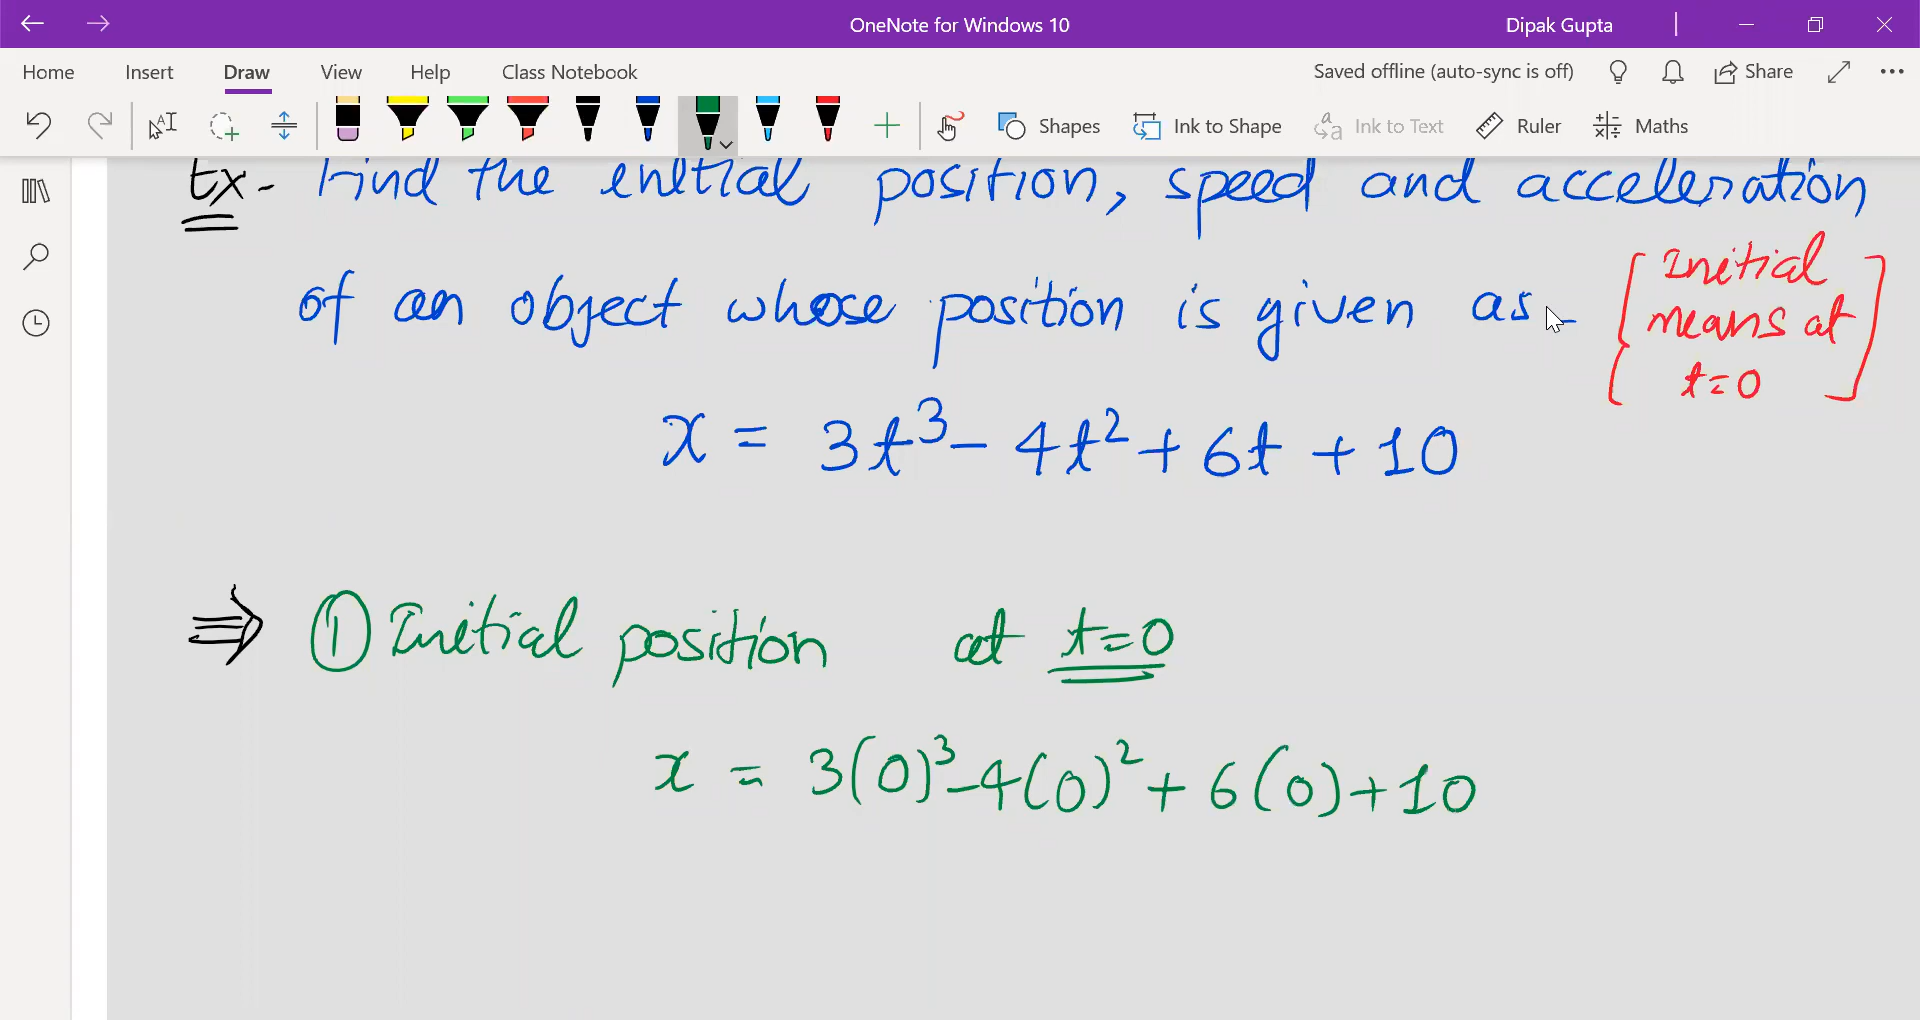 OneNote for Windows 10
Dipak Gupta
Home Insert Draw View Help Class Notebook
Saved offline (auto-sync is off) Share
Shapes Ink to Shape Ink to Text Ruler Maths
Ex- Find the initial position, speed and acceleration
of an object whose position is given as-
[Initial
means at
t=0]
x = 3t³ - 4t² + 6t + 10
⇒ ① Initial position at t=0
x = 3(0)³ - 4(0)² + 6(0) + 10